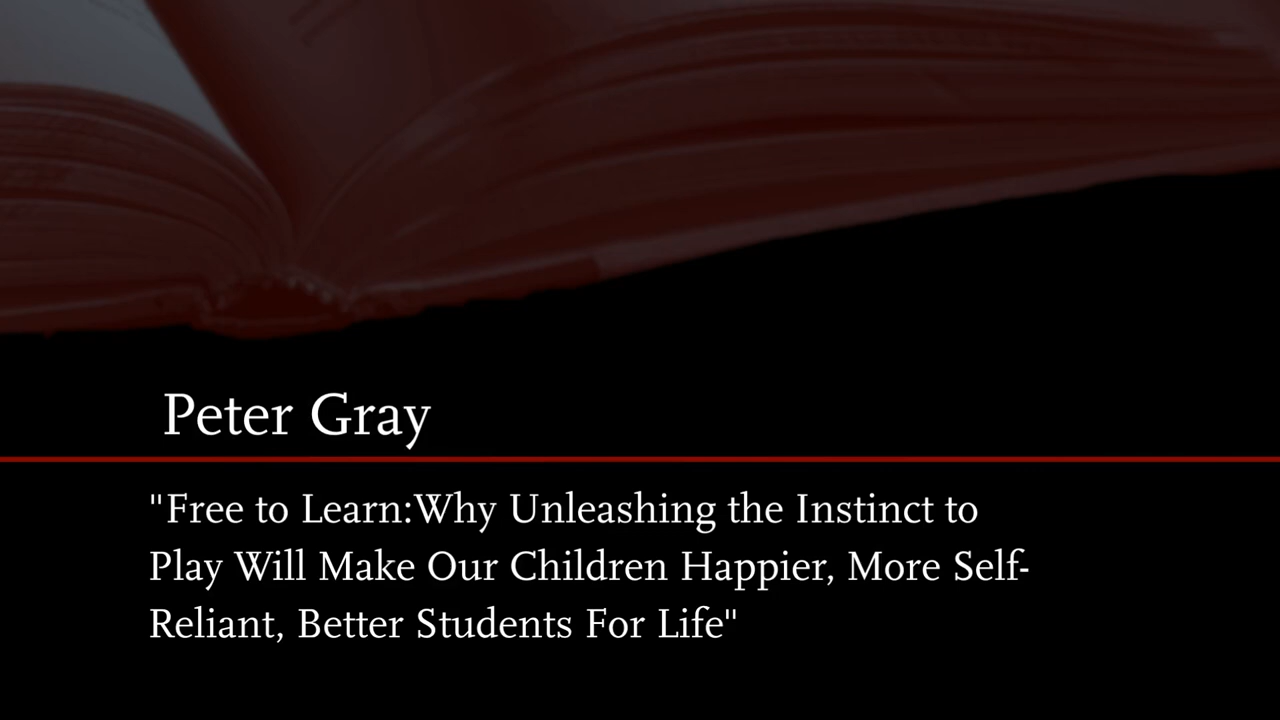 Peter Gray
"Free to Learn:Why Unleashing the Instinct to
Play Will Make Our Children Happier, More Self-
Reliant, Better Students For Life"